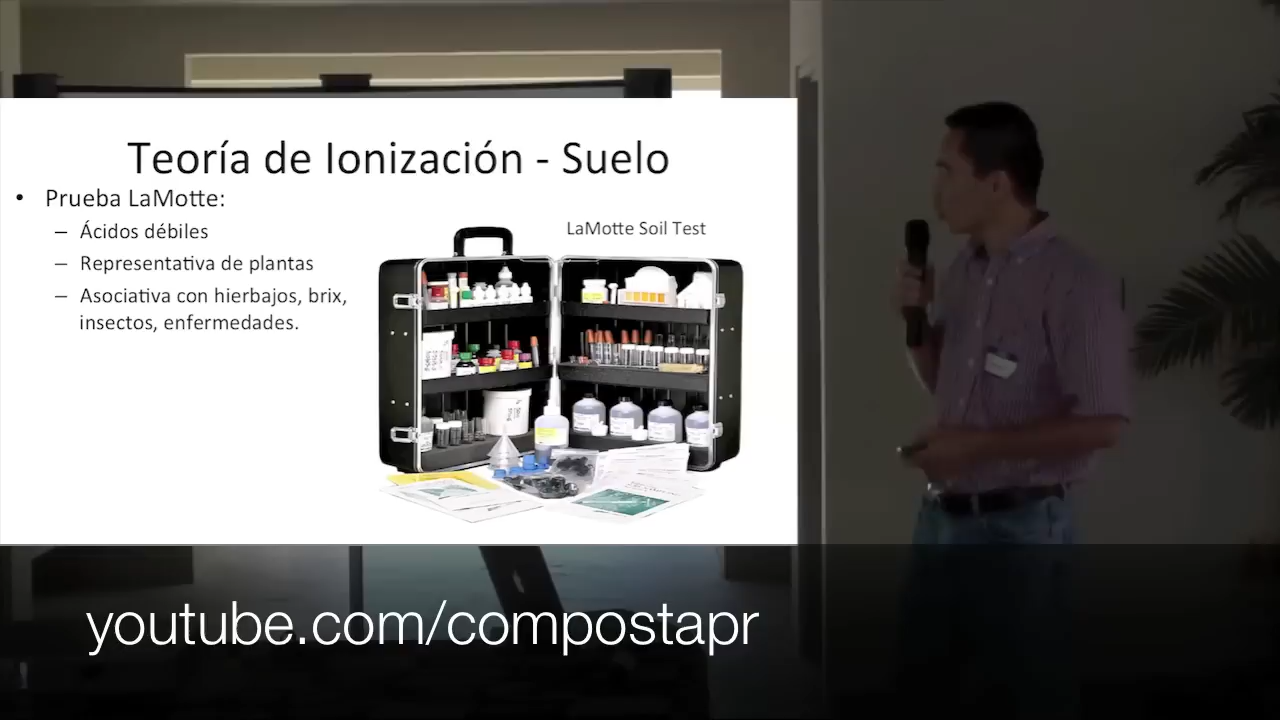 Teoría de Ionización - Suelo
• Prueba LaMotte:
– Ácidos débiles
– Representativa de plantas
– Asociativa con hierbajos, brix,
insectos, enfermedades.
LaMotte Soil Test
youtube.com/compostapr